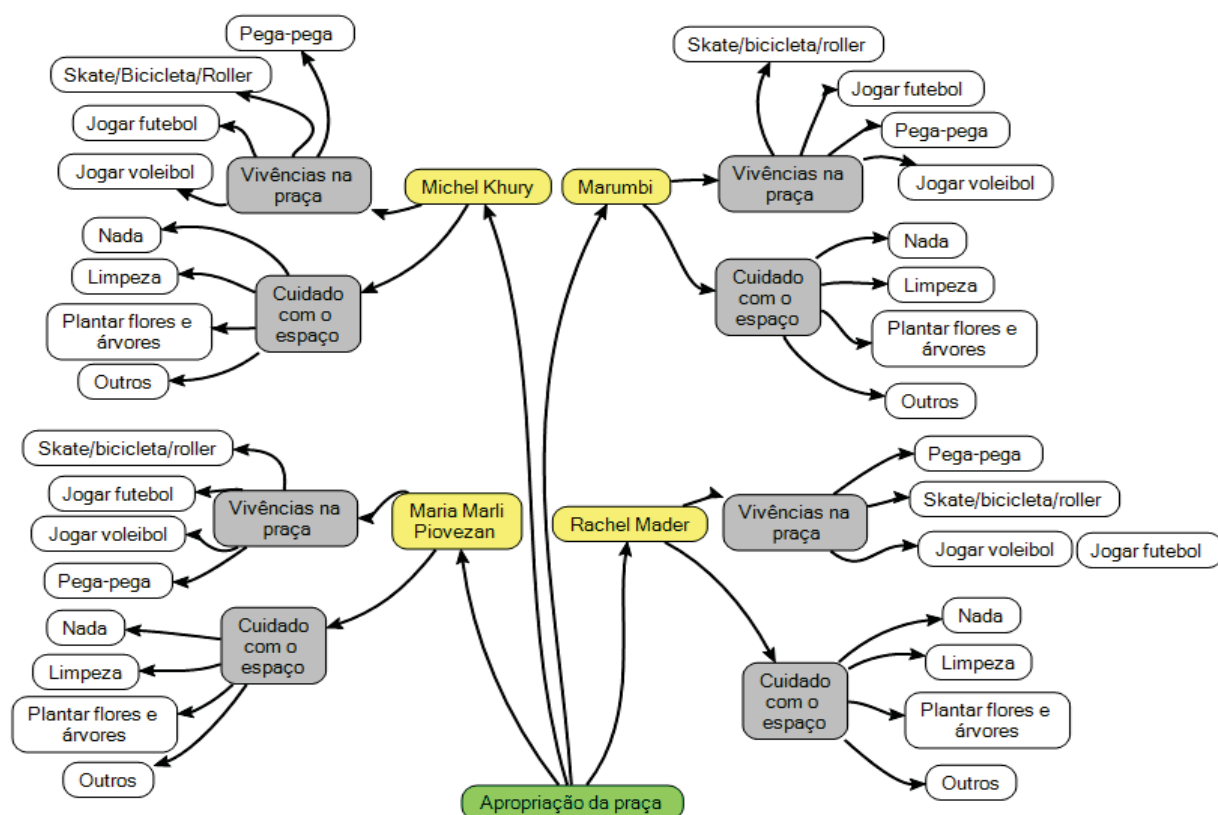 Pega-pega
Skate/Bicicleta/Roller
Jogar futebol
Jogar voleibol
Vivências na
praça
Michel Khury
Nada
Limpeza
Plantar flores e
árvores
Outros
Cuidado
com o
espaço
Skate/bicicleta/roller
Jogar futebol
Pega-pega
Jogar voleibol
Marumbi
Vivências na
praça
Cuidado
com o
espaço
Nada
Limpeza
Plantar flores e
árvores
Outros
Skate/bicicleta/roller
Jogar futebol
Jogar voleibol
Pega-pega
Vivências na
praça
Maria Marli
Piovezan
Nada
Limpeza
Plantar flores e
árvores
Outros
Cuidado
com o
espaço
Rachel Mader
Vivências na
praça
Pega-pega
Skate/bicicleta/roller
Jogar voleibol
Jogar futebol
Cuidado
com o
espaço
Nada
Limpeza
Plantar flores e
árvores
Outros
Apropriação da praça